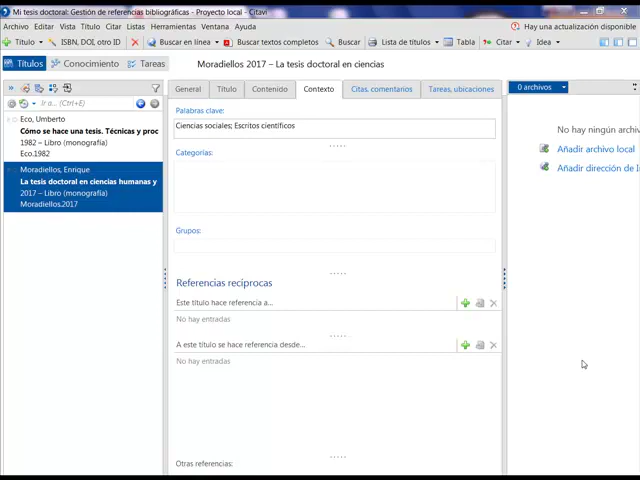 Mi tesis doctoral: Gestión de referencias bibliográficas - Proyecto local - Citavi
Archivo Editar Ver Título Citar Listas Herramientas Ventana Ayuda Hay una actualización disponible
Título ISBN, DOI, otro ID Buscar en línea Buscar textos completos Buscar Lista de títulos Tabla Citar Idea
Títulos Conocimiento Tareas Moradiellos 2017 – La tesis doctoral en ciencias
General Título Contenido Contexto Citas, comentarios Tareas, ubicaciones 0 archivos
Ir a... (Ctrl+E)
Eco, Umberto
Cómo se hace una tesis. Técnicas y proc
1982 – Libro (monografía)
Eco.1982
Moradiellos, Enrique
La tesis doctoral en ciencias humanas y
2017 – Libro (monografía)
Moradiellos.2017
Palabras clave:
Ciencias sociales; Escritos científicos
Categorías:
Grupos:
Referencias recíprocas
Este título hace referencia a...
No hay entradas
A este título se hace referencia desde...
No hay entradas
Otras referencias:
No hay ningún archiv
Añadir archivo local
Añadir dirección de I